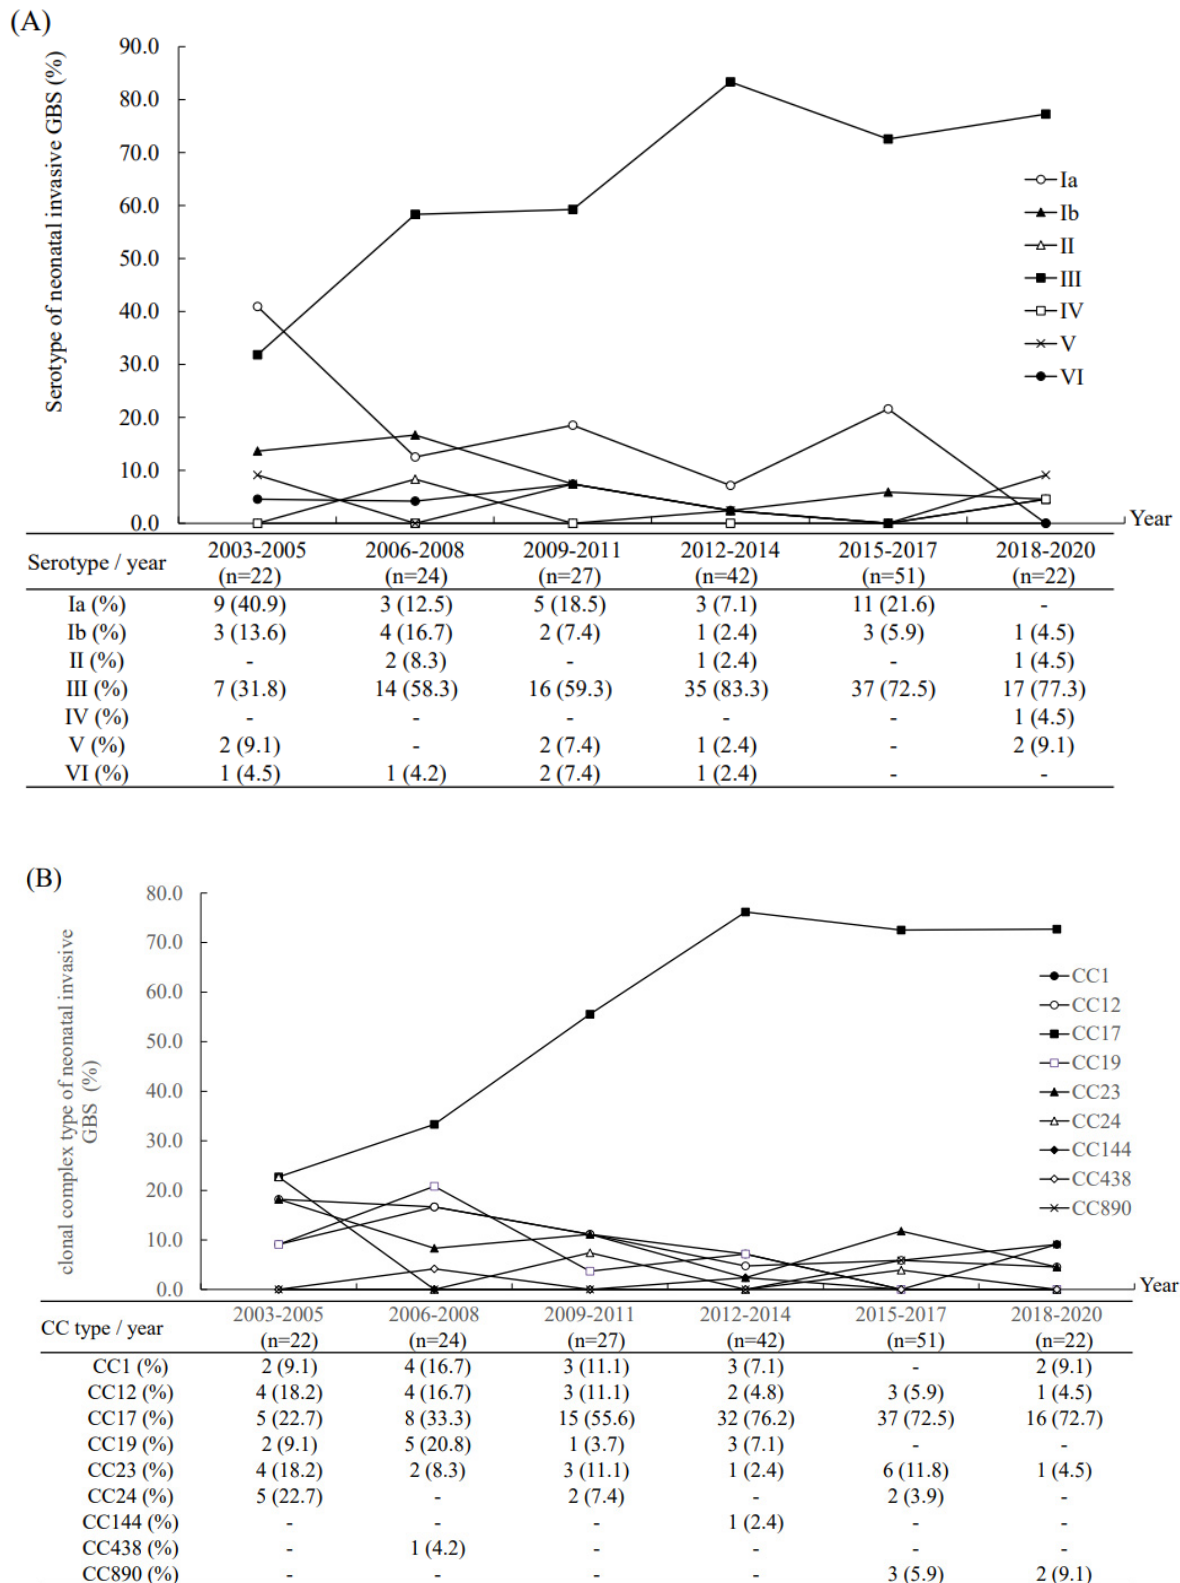 (A)
Serotype of neonatal invasive GBS (%)
90.0
80.0
70.0
60.0
50.0
40.0
30.0
20.0
10.0
0.0
Ia
Ib
II
III
IV
V
VI
Year
Serotype / year 2003-2005 (n=22) 2006-2008 (n=24) 2009-2011 (n=27) 2012-2014 (n=42) 2015-2017 (n=51) 2018-2020 (n=22)
Ia (%) 9 (40.9) 3 (12.5) 5 (18.5) 3 (7.1) 11 (21.6) -
Ib (%) 3 (13.6) 4 (16.7) 2 (7.4) 1 (2.4) 3 (5.9) 1 (4.5)
II (%) - 2 (8.3) - 1 (2.4) - 1 (4.5)
III (%) 7 (31.8) 14 (58.3) 16 (59.3) 35 (83.3) 37 (72.5) 17 (77.3)
IV (%) - - - - - 1 (4.5)
V (%) 2 (9.1) - 2 (7.4) 1 (2.4) - 2 (9.1)
VI (%) 1 (4.5) 1 (4.2) 2 (7.4) 1 (2.4) - -
(B)
clonal complex type of neonatal invasive
GBS (%)
80.0
70.0
60.0
50.0
40.0
30.0
20.0
10.0
0.0
CC1
CC12
CC17
CC19
CC23
CC24
CC144
CC438
CC890
Year
CC type / year 2003-2005 (n=22) 2006-2008 (n=24) 2009-2011 (n=27) 2012-2014 (n=42) 2015-2017 (n=51) 2018-2020 (n=22)
CC1 (%) 2 (9.1) 4 (16.7) 3 (11.1) 3 (7.1) - 2 (9.1)
CC12 (%) 4 (18.2) 4 (16.7) 3 (11.1) 2 (4.8) 3 (5.9) 1 (4.5)
CC17 (%) 5 (22.7) 8 (33.3) 15 (55.6) 32 (76.2) 37 (72.5) 16 (72.7)
CC19 (%) 2 (9.1) 5 (20.8) 1 (3.7) 3 (7.1) - -
CC23 (%) 4 (18.2) 2 (8.3) 3 (11.1) 1 (2.4) 6 (11.8) 1 (4.5)
CC24 (%) 5 (22.7) - 2 (7.4) - 2 (3.9) -
CC144 (%) - - - 1 (2.4) - -
CC438 (%) - 1 (4.2) - - - -
CC890 (%) - - - - 3 (5.9) 2 (9.1)